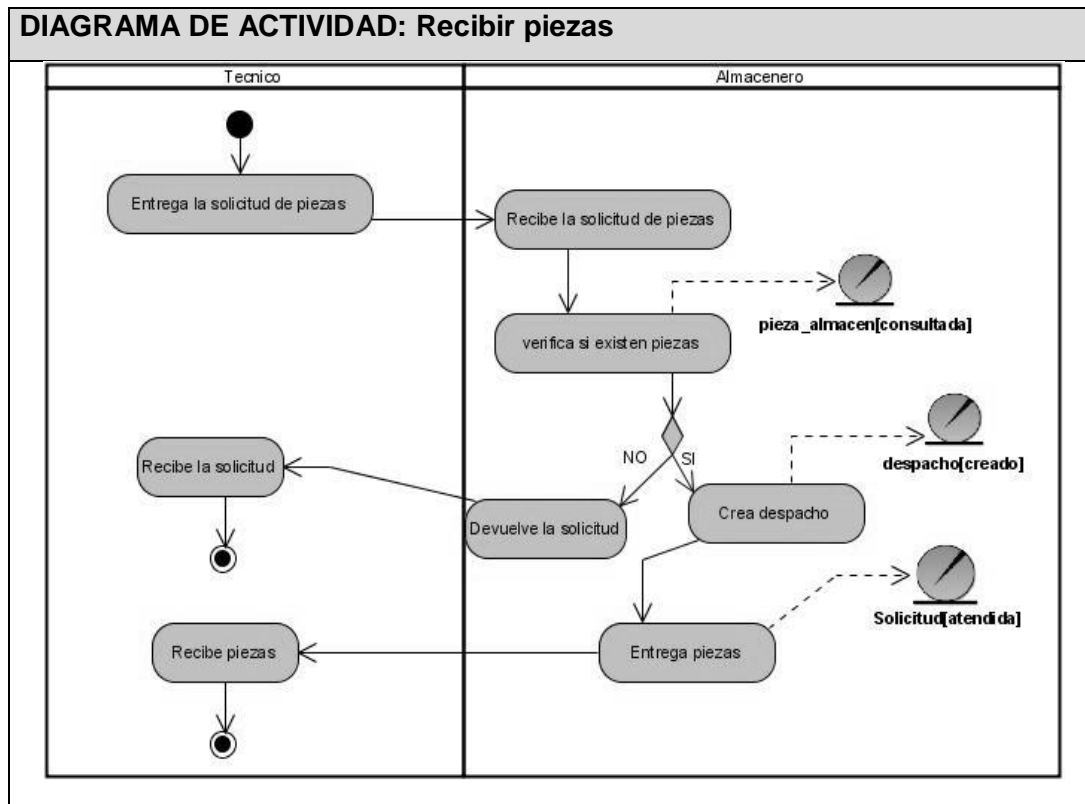 DIAGRAMA DE ACTIVIDAD: Recibir piezas
Tecnico
Almacenero
Entrega la solicitud de piezas
Recibe la solicitud de piezas
pieza_almacen[consultada]
verifica si existen piezas
NO
SI
despacho[creado]
Recibe la solicitud
Devuelve la solicitud
Crea despacho
Solicitud[atendida]
Recibe piezas
Entrega piezas